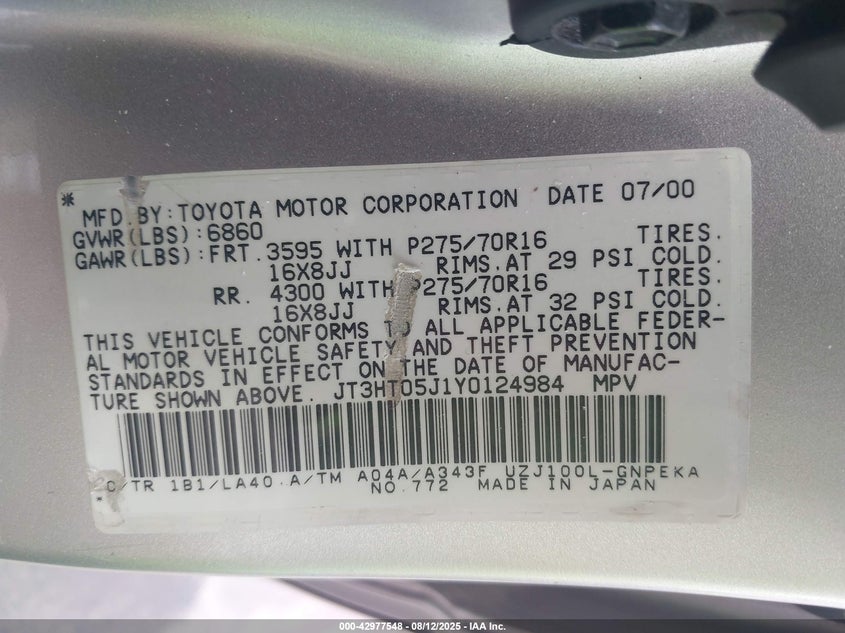 * MFD.BY:TOYOTA MOTOR CORPORATION DATE 07/00
GVWR(LBS):6860
GAWR(LBS):FRT.3595 WITH P275/70R16 TIRES.
16X8JJ RIMS.AT 29 PSI COLD.
RR. 4300 WITH P275/70R16 TIRES.
16X8JJ RIMS.AT 32 PSI COLD.
THIS VEHICLE CONFORMS TO ALL APPLICABLE FEDER-
AL MOTOR VEHICLE SAFETY AND THEFT PREVENTION
STANDARDS IN EFFECT ON THE DATE OF MANUFAC-
TURE SHOWN ABOVE. JT3HT05J1Y0124984 MPV
C/TR 1B1/LA40 A/TM A04A/A343F UZJ100L-GNPEKA
* NO.772 MADE IN JAPAN
000-42977548 - 08/12/2025 - IAA Inc.